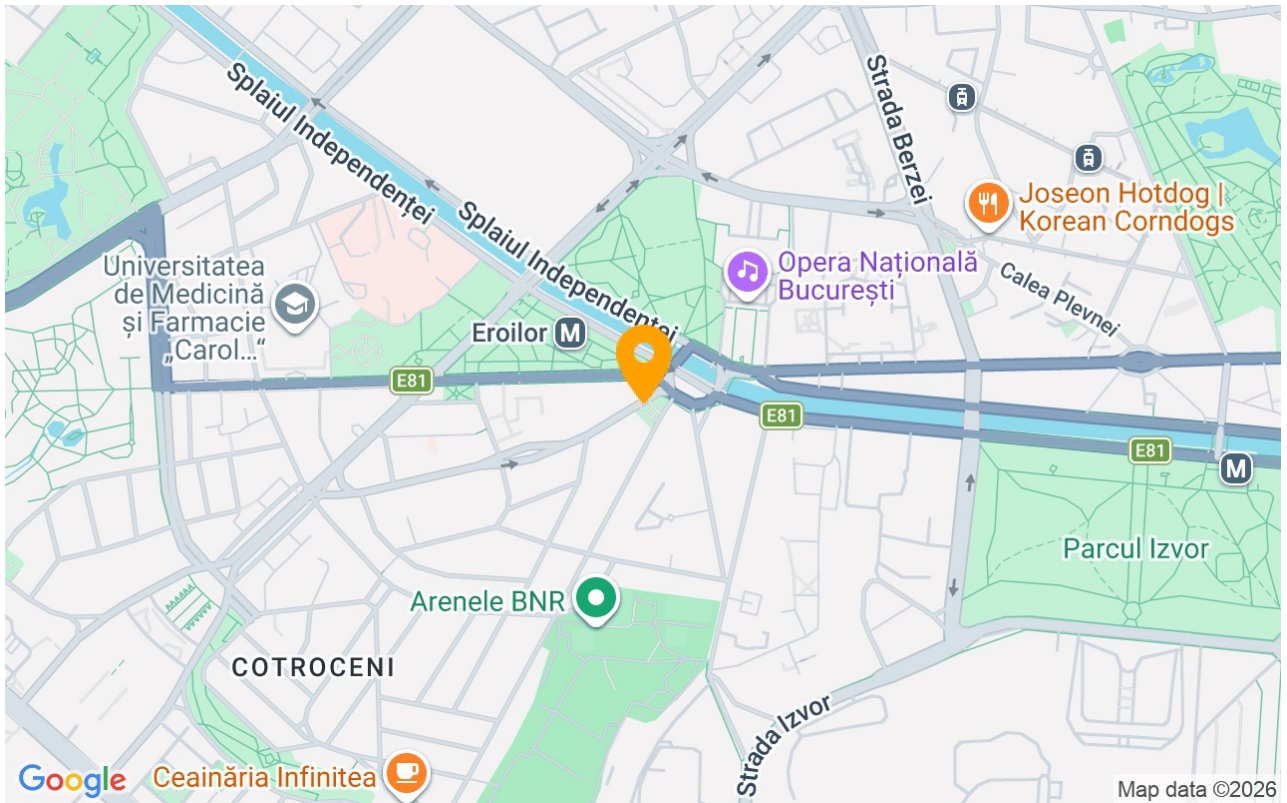 Splaiul Independenței
Splaiul Independenței
Strada Berzei
Joseon Hotdog |
Korean Corndogs
Opera Națională
București
Calea Plevnei
Universitatea
de Medicină
și Farmacie
„Carol...“
Eroilor M
E81
E81
E81
M
Parcul Izvor
Arenele BNR
COTROCENI
Strada Izvor
Ceainăria Infinitea
Google
Map data ©2026